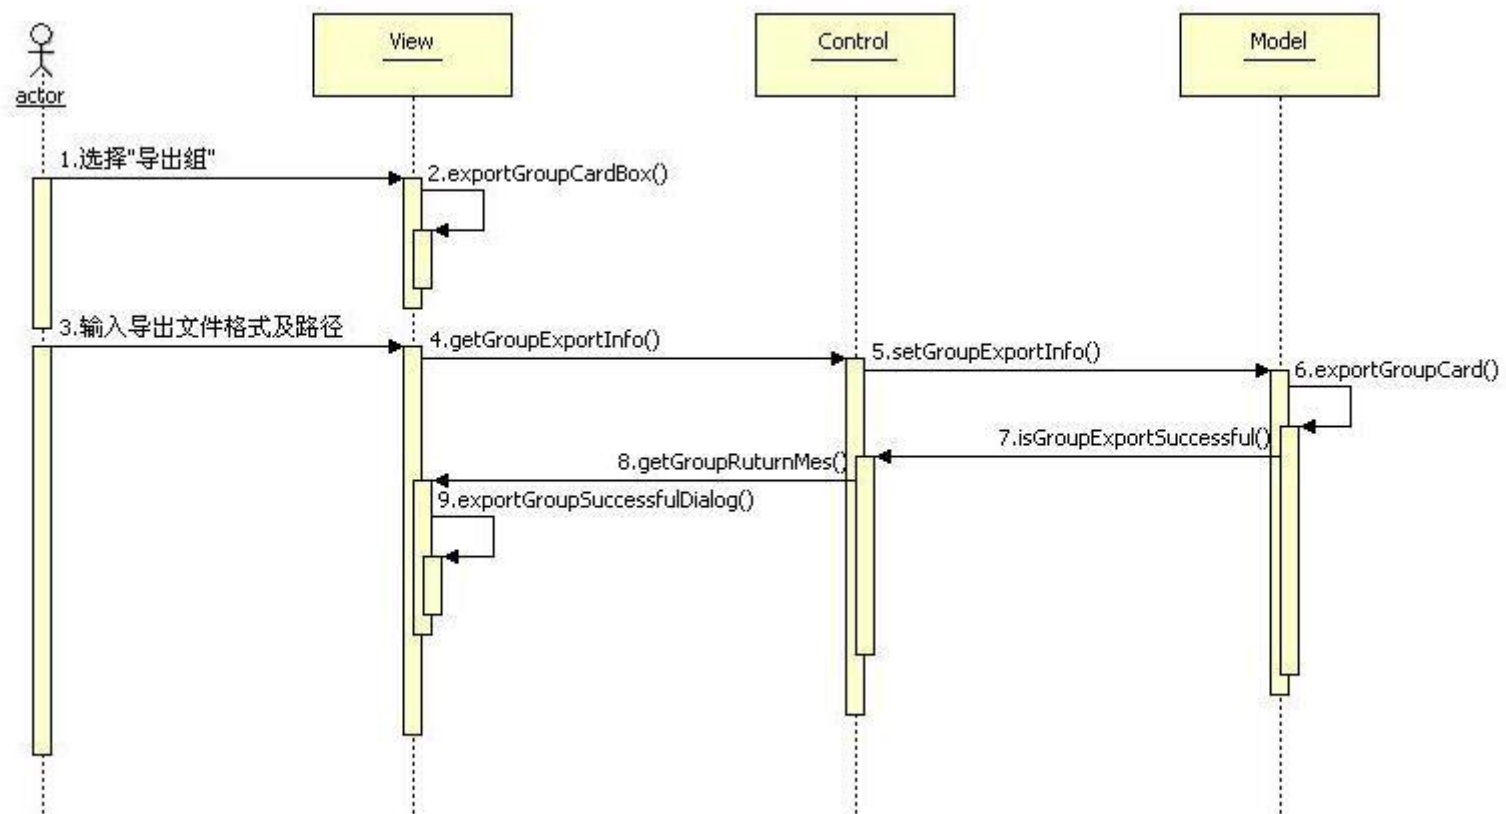 View
Control
Model
actor
1.选择"导出组"
2.exportGroupCardBox()
3.输入导出文件格式及路径
4.getGroupExportInfo()
5.setGroupExportInfo()
6.exportGroupCard()
7.isGroupExportSuccessful()
8.getGroupRuturnMes()
9.exportGroupSuccessfulDialog()